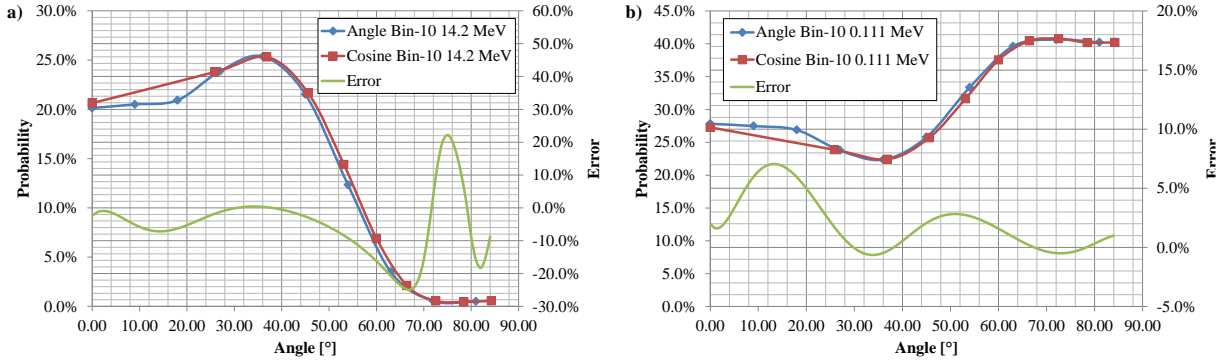 a)
Angle Bin-10 14.2 MeV
Cosine Bin-10 14.2 MeV
Error
Probability
30.0%
25.0%
20.0%
15.0%
10.0%
5.0%
0.0%
60.0%
50.0%
40.0%
30.0%
20.0%
10.0%
0.0%
-10.0%
-20.0%
-30.0%
Error
0.00 10.00 20.00 30.00 40.00 50.00 60.00 70.00 80.00 90.00
Angle [°]
b)
Angle Bin-10 0.111 MeV
Cosine Bin-10 0.111 MeV
Error
Probability
45.0%
40.0%
35.0%
30.0%
25.0%
20.0%
15.0%
10.0%
5.0%
0.0%
20.0%
15.0%
10.0%
5.0%
0.0%
-5.0%
Error
0.00 10.00 20.00 30.00 40.00 50.00 60.00 70.00 80.00 90.00
Angle [°]